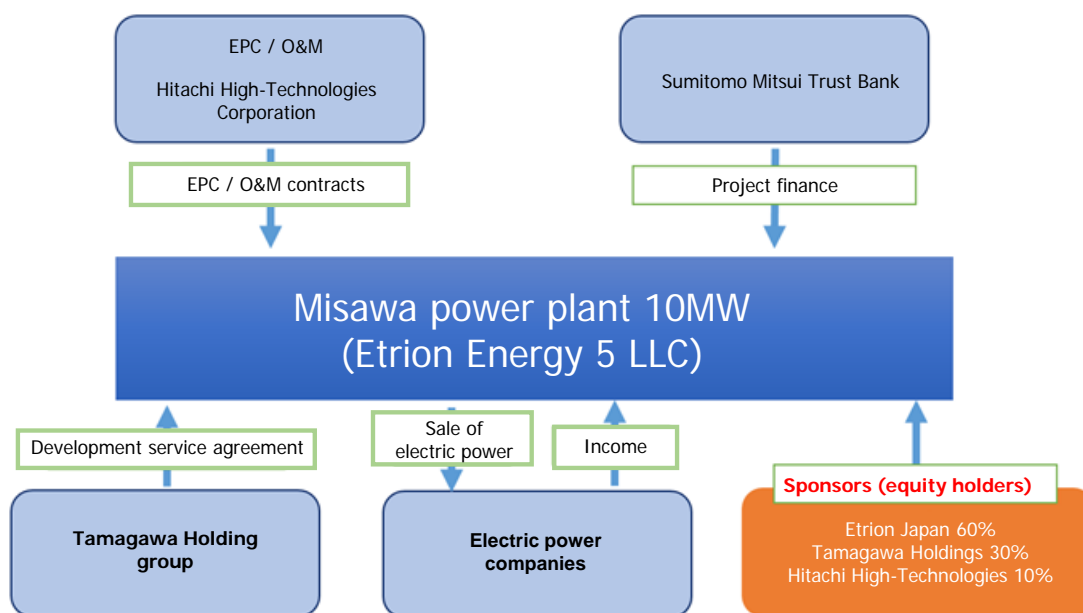 EPC / O&M
Hitachi High-Technologies
Corporation
Sumitomo Mitsui Trust Bank
EPC / O&M contracts
Project finance
Misawa power plant 10MW
(Etrion Energy 5 LLC)
Development service agreement
Sale of
electric power
Income
Sponsors (equity holders)
Tamagawa Holding
group
Electric power
companies
Etrion Japan 60%
Tamagawa Holdings 30%
Hitachi High-Technologies 10%